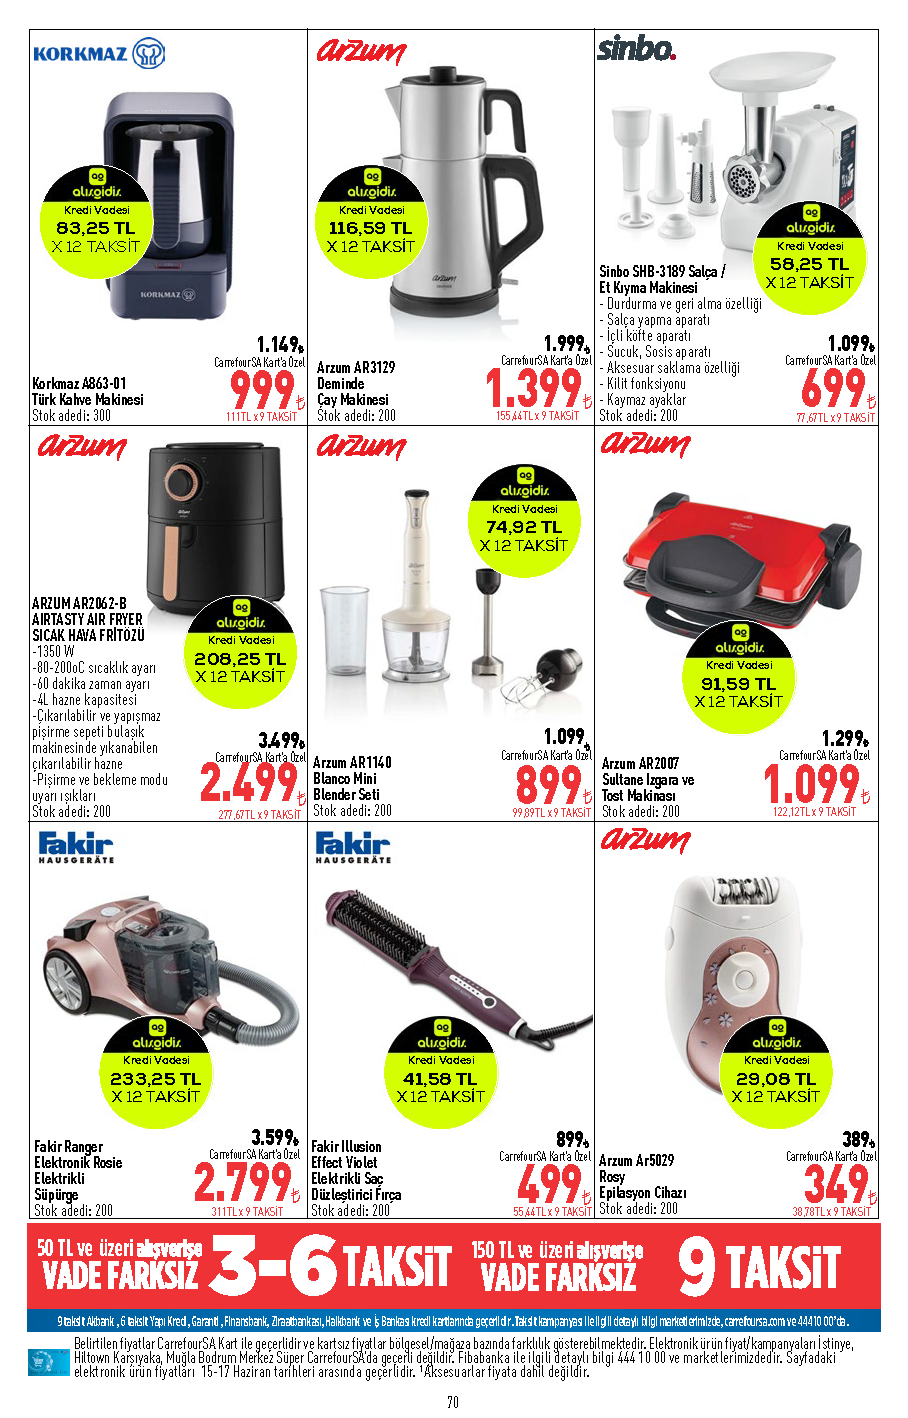 KORKMAZ
alışgidiş
Kredi Vadesi
83,25 TL
X 12 TAKSİT
KORKMAZ
1.149₺
CarrefourSA Kart'a Özel
999₺
111TL x 9 TAKSİT
Korkmaz A863-01
Türk Kahve Makinesi
Stok adedi: 300
arzum
alışgidiş
Kredi Vadesi
116,59 TL
X 12 TAKSİT
arzum
1.999₺
CarrefourSA Kart'a Özel
1.399₺
155,44TL x 9 TAKSİT
Arzum AR3129
Deminde
Çay Makinesi
Stok adedi: 200
sinbo.
alışgidiş
Kredi Vadesi
58,25 TL
X 12 TAKSİT
Sinbo SHB-3189 Salça /
Et Kıyma Makinesi
- Durdurma ve geri alma özelliği
- Salça yapma aparatı
- İçli köfte aparatı
- Sucuk, Sosis aparatı
- Aksesuar saklama özelliği
- Kilit fonksiyonu
- Kaymaz ayaklar
Stok adedi: 200
1.099₺
CarrefourSA Kart'a Özel
699₺
77,67TL x 9 TAKSİT
arzum
ARZUM AR2062-B
AIRTASTY AIR FRYER
SICAK HAVA FRİTÖZÜ
-1350 W
-80-200oC sıcaklık ayarı
-60 dakika zaman ayarı
-4L hazne kapasitesi
-Çıkarılabilir ve yapışmaz
pişirme sepeti bulaşık
makinesinde yıkanabilen
çıkarılabilir hazne
-Pişirme ve bekleme modu
uyarı ışıkları
Stok adedi: 200
alışgidiş
Kredi Vadesi
208,25 TL
X 12 TAKSİT
3.499₺
CarrefourSA Kart'a Özel
2.499₺
277,67TL x 9 TAKSİT
arzum
alışgidiş
Kredi Vadesi
74,92 TL
X 12 TAKSİT
1.099₺
CarrefourSA Kart'a Özel
899₺
99,89TL x 9 TAKSİT
Arzum AR1140
Blanco Mini
Blender Seti
Stok adedi: 200
arzum
arzum
alışgidiş
Kredi Vadesi
91,59 TL
X 12 TAKSİT
1.299₺
CarrefourSA Kart'a Özel
1.099₺
122,12TL x 9 TAKSİT
Arzum AR2007
Sultane Izgara ve
Tost Makinası
Stok adedi: 200
Fakir
HAUSGERÄTE
alışgidiş
Kredi Vadesi
233,25 TL
X 12 TAKSİT
3.599₺
CarrefourSA Kart'a Özel
2.799₺
311TL x 9 TAKSİT
Fakir Ranger
Elektronik Rosie
Elektrikli
Süpürge
Stok adedi: 200
Fakir
HAUSGERÄTE
alışgidiş
Kredi Vadesi
41,58 TL
X 12 TAKSİT
899₺
CarrefourSA Kart'a Özel
499₺
55,44TL x 9 TAKSİT
Fakir Illusion
Effect Violet
Elektrikli Saç
Düzleştirici Fırça
Stok adedi: 200
arzum
alışgidiş
Kredi Vadesi
29,08 TL
X 12 TAKSİT
389₺
CarrefourSA Kart'a Özel
349₺
38,78TL x 9 TAKSİT
Arzum Ar5029
Rosy
Epilasyon Cihazı
Stok adedi: 200
50 TL ve üzeri alışverişe
VADE FARKSIZ
3-6 TAKSİT
150 TL ve üzeri alışverişe
VADE FARKSIZ
9 TAKSİT
9 taksit Akbank , 6 taksit Yapı Kredi , Garanti , Finansbank, Ziraatbankası, Halkbank ve İş Bankası kredi kartlarında geçerlidir .Taksit kampanyası ile ilgili detaylı bilgi marketlerimizde, carrefoursa.com ve 444 10 00'da .
Belirtilen fiyatlar CarrefourSA Kart ile geçerlidir ve kartsız fiyatlar bölgesel/mağaza bazında farklılık gösterebilmektedir. Elektronik ürün fiyat/kampanyaları İstinye,
Hiltown Karşıyaka, Muğla Bodrum Merkez Süper CarrefourSA'da geçerli değildir. Fibabanka ile ilgili detaylı bilgi 444 10 00 ve marketlerimizdedir. Sayfadaki
elektronik ürün fiyatları 15-17 Haziran tarihleri arasında geçerlidir. ¹Aksesuarlar fiyata dahil değildir.
70